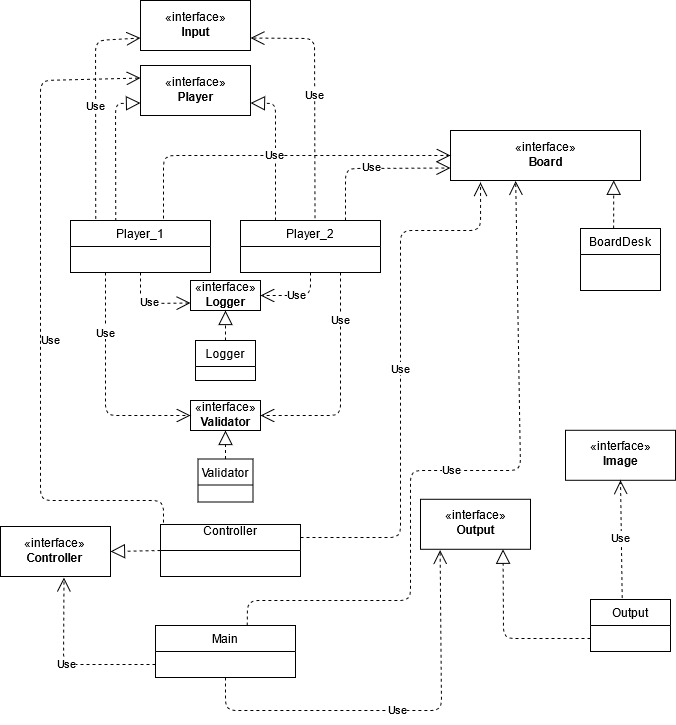 «interface»
Input
«interface»
Player
Use
Use
«interface»
Board
Use
Use
Player_1
Player_2
BoardDesk
«interface»
Logger
Use
Use
Use
Use
Use
Logger
Use
«interface»
Validator
Use
«interface»
Image
Validator
Use
«interface»
Output
Controller
«interface»
Controller
Use
Output
Main
Use
Use